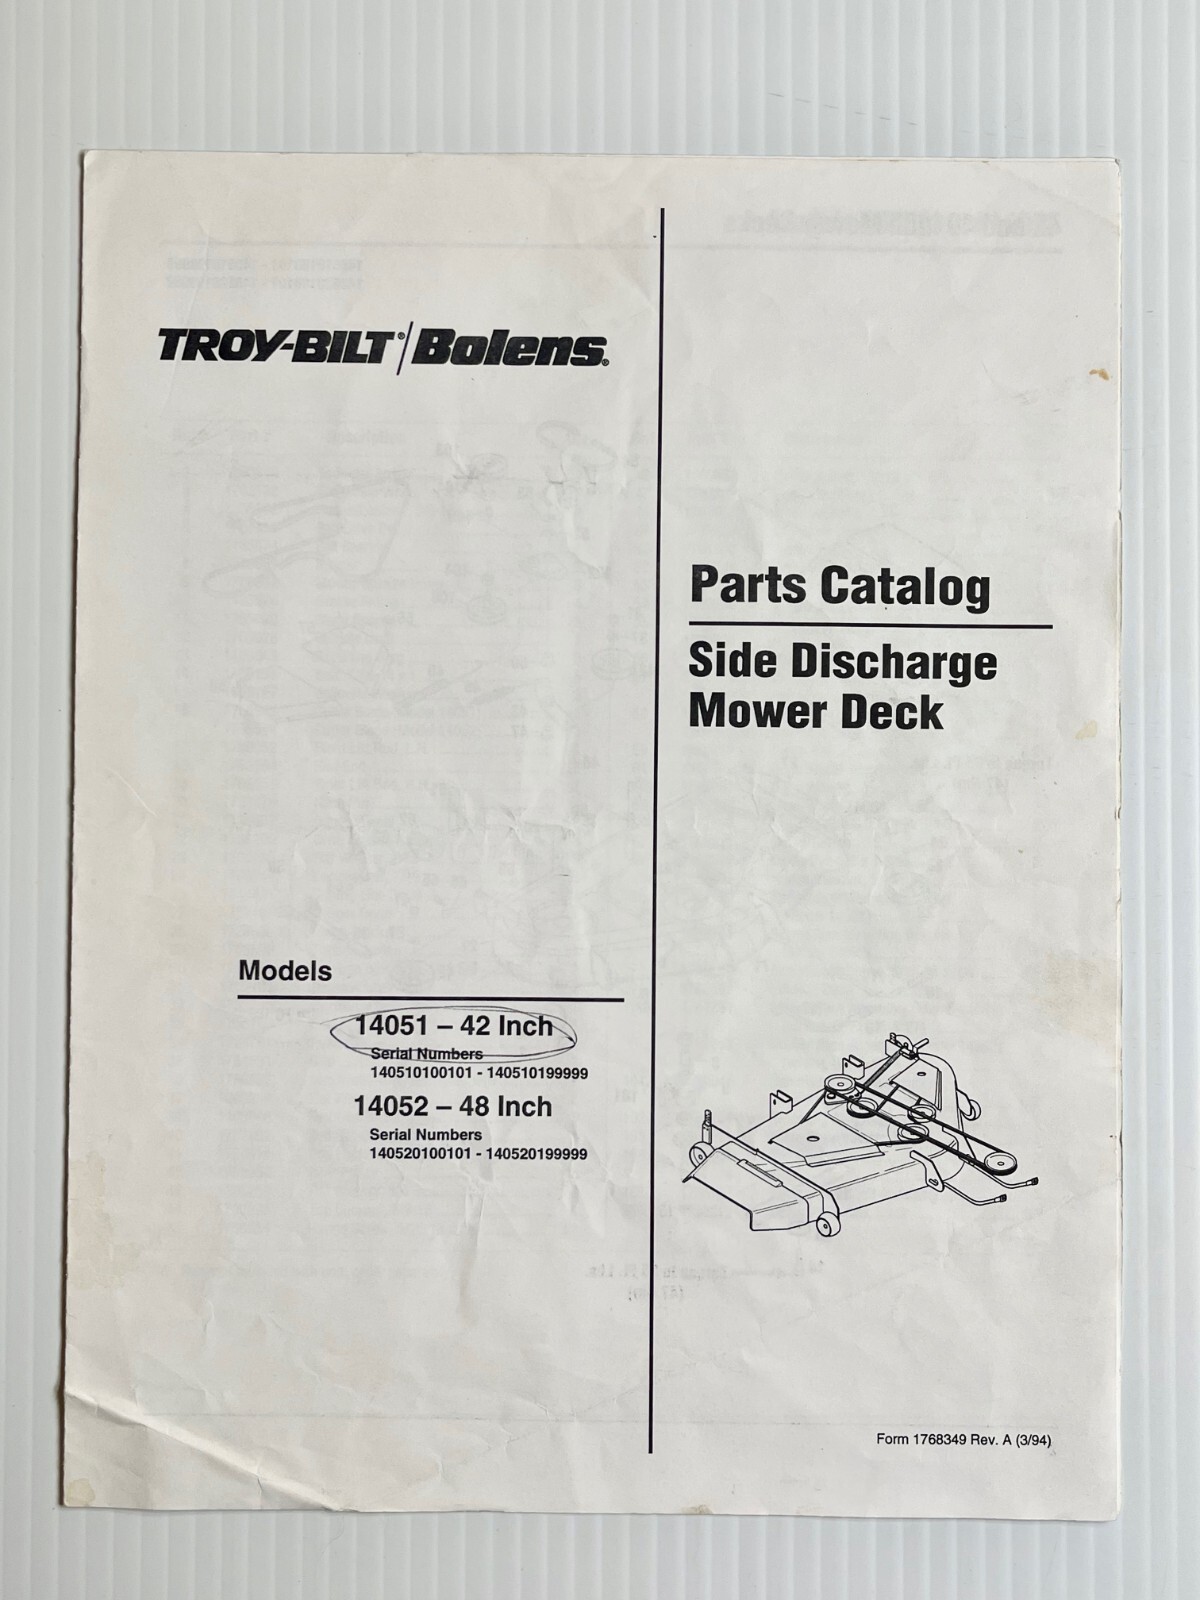 TROY-BILT®/Bolens®
Parts Catalog
Side Discharge
Mower Deck
Models
14051 – 42 Inch
Serial Numbers
140510100101 - 140510199999
14052 – 48 Inch
Serial Numbers
140520100101 - 140520199999
Form 1768349 Rev. A (3/94)